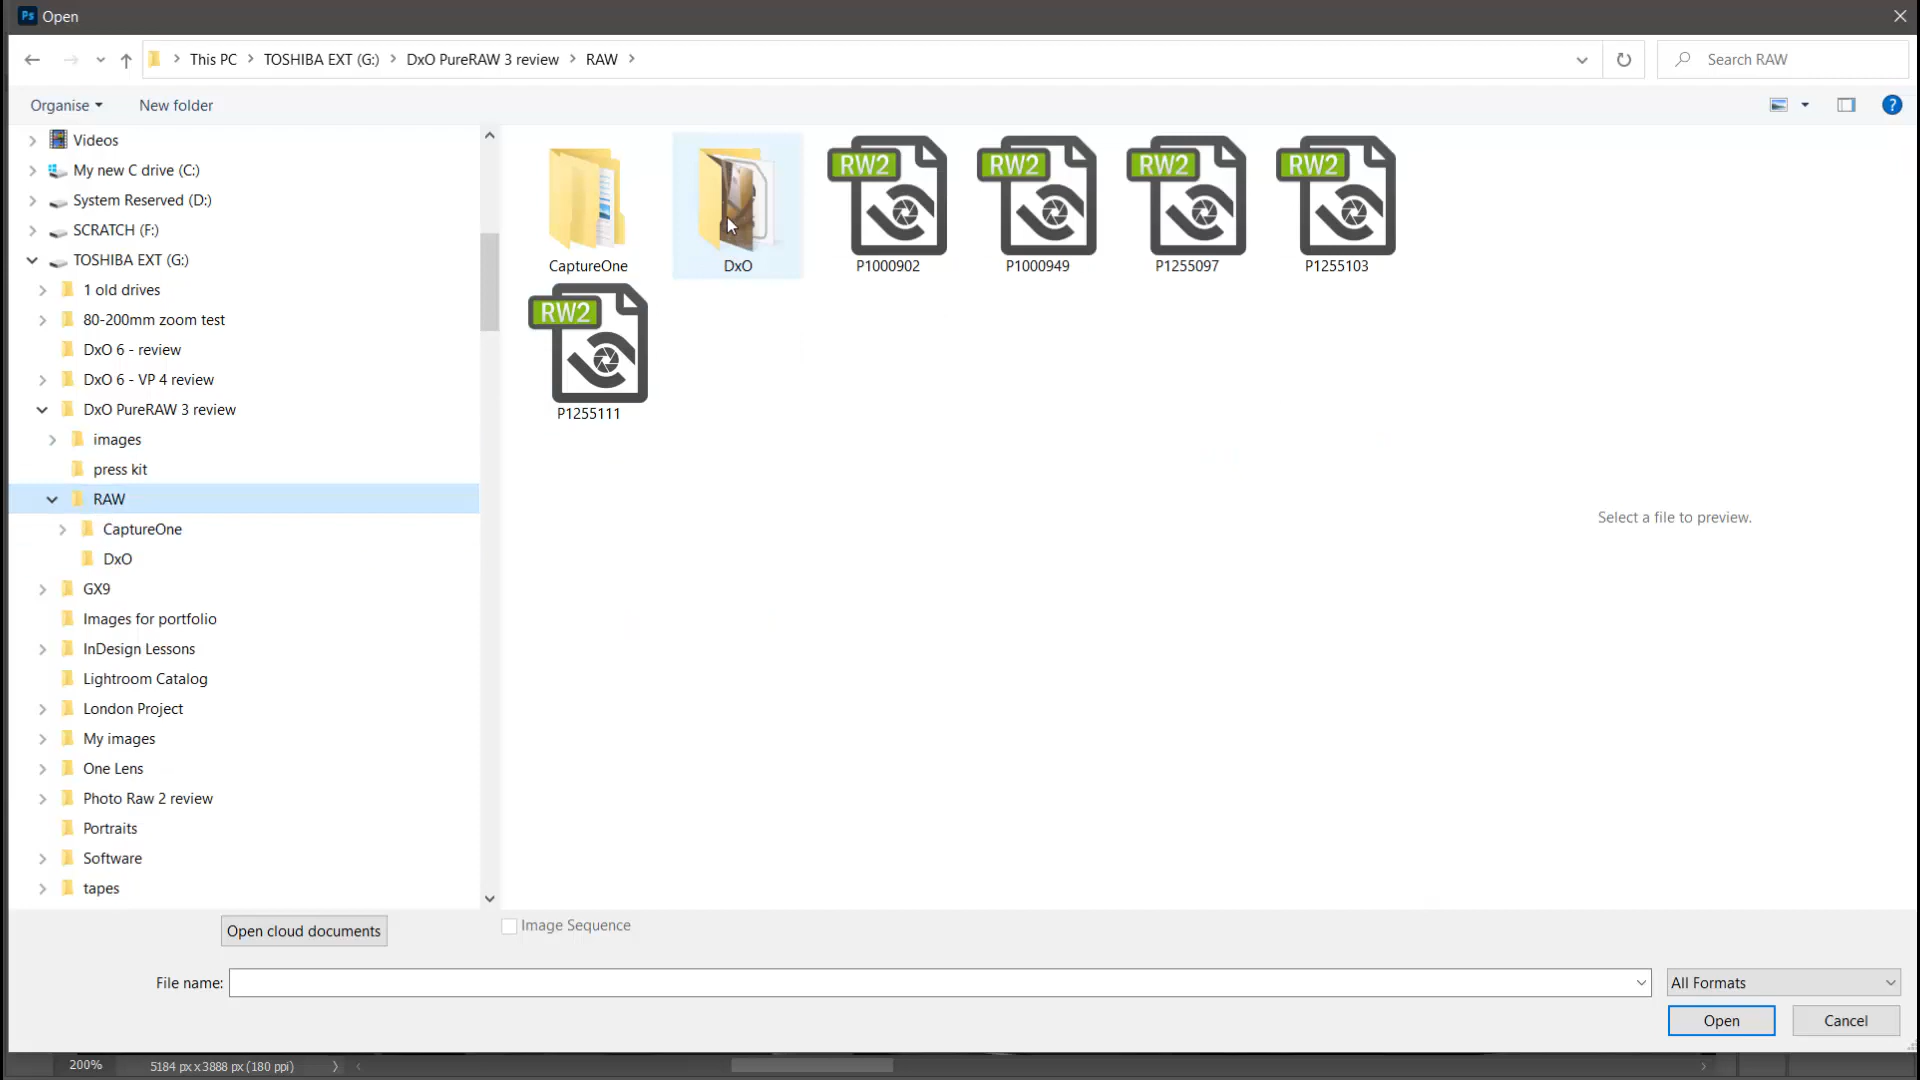 Ps Open
This PC > TOSHIBA EXT (G:) > DxO PureRAW 3 review > RAW >
Search RAW
Organise
New folder
?
Videos
My new C drive (C:)
System Reserved (D:)
SCRATCH (F:)
TOSHIBA EXT (G:)
1 old drives
80-200mm zoom test
DxO 6 - review
DxO 6 - VP 4 review
DxO PureRAW 3 review
images
press kit
RAW
CaptureOne
DxO
GX9
Images for portfolio
InDesign Lessons
Lightroom Catalog
London Project
My images
One Lens
Photo Raw 2 review
Portraits
Software
tapes
RW2 RW2 RW2 RW2
CaptureOne DxO P1000902 P1000949 P1255097 P1255103
RW2
P1255111
Select a file to preview.
Open cloud documents
Image Sequence
File name:
All Formats
Open
Cancel
200% 5184 px x 3888 px (180 ppi)